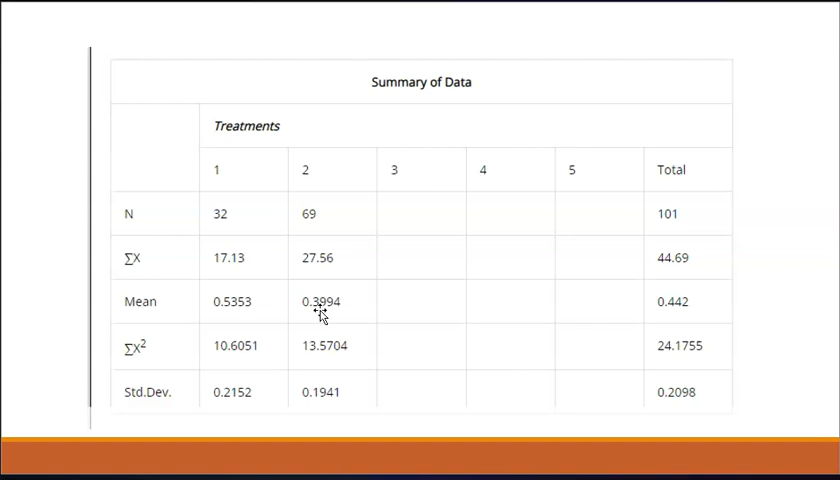 Summary of Data
Treatments
1 2 3 4 5 Total
N 32 69 101
∑X 17.13 27.56 44.69
Mean 0.5353 0.3994 0.442
∑X² 10.6051 13.5704 24.1755
Std.Dev. 0.2152 0.1941 0.2098